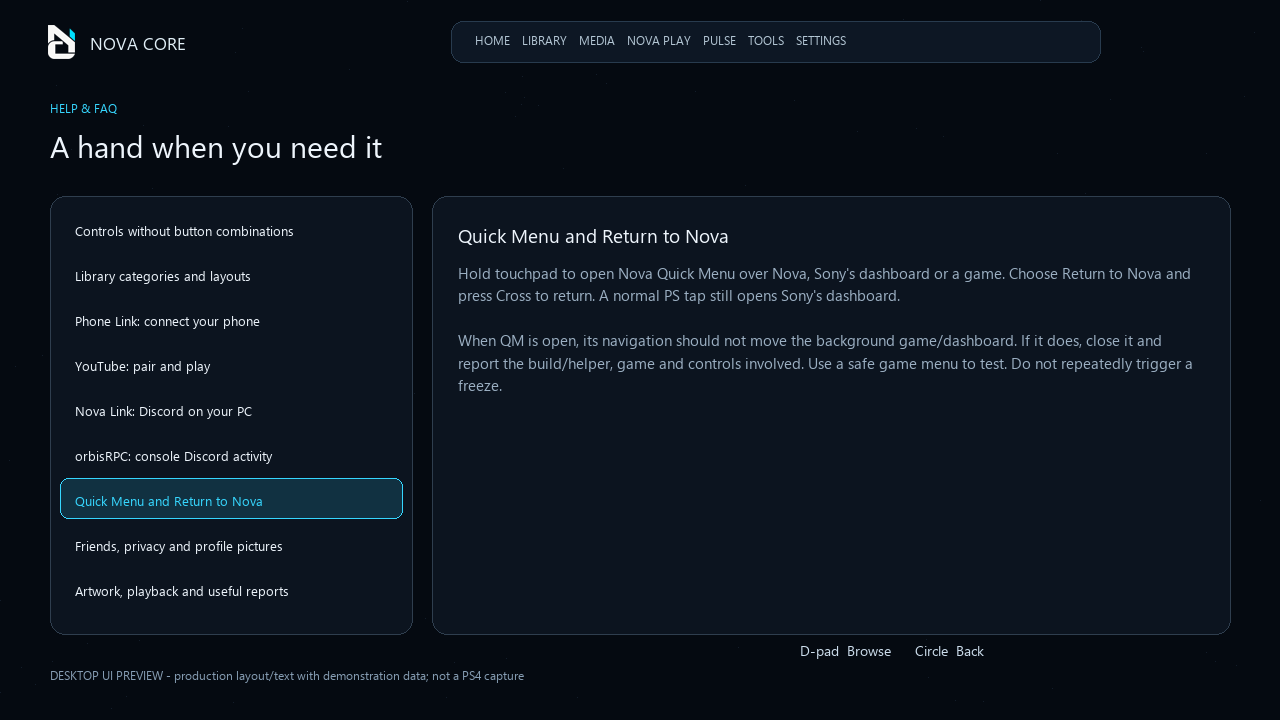 NOVA CORE
HOME LIBRARY MEDIA NOVA PLAY PULSE TOOLS SETTINGS
HELP & FAQ
A hand when you need it
Controls without button combinations
Library categories and layouts
Phone Link: connect your phone
YouTube: pair and play
Nova Link: Discord on your PC
orbisRPC: console Discord activity
Quick Menu and Return to Nova
Friends, privacy and profile pictures
Artwork, playback and useful reports
Quick Menu and Return to Nova
Hold touchpad to open Nova Quick Menu over Nova, Sony's dashboard or a game. Choose Return to Nova and
press Cross to return. A normal PS tap still opens Sony's dashboard.
When QM is open, its navigation should not move the background game/dashboard. If it does, close it and
report the build/helper, game and controls involved. Use a safe game menu to test. Do not repeatedly trigger a
freeze.
D-pad Browse Circle Back
DESKTOP UI PREVIEW - production layout/text with demonstration data; not a PS4 capture